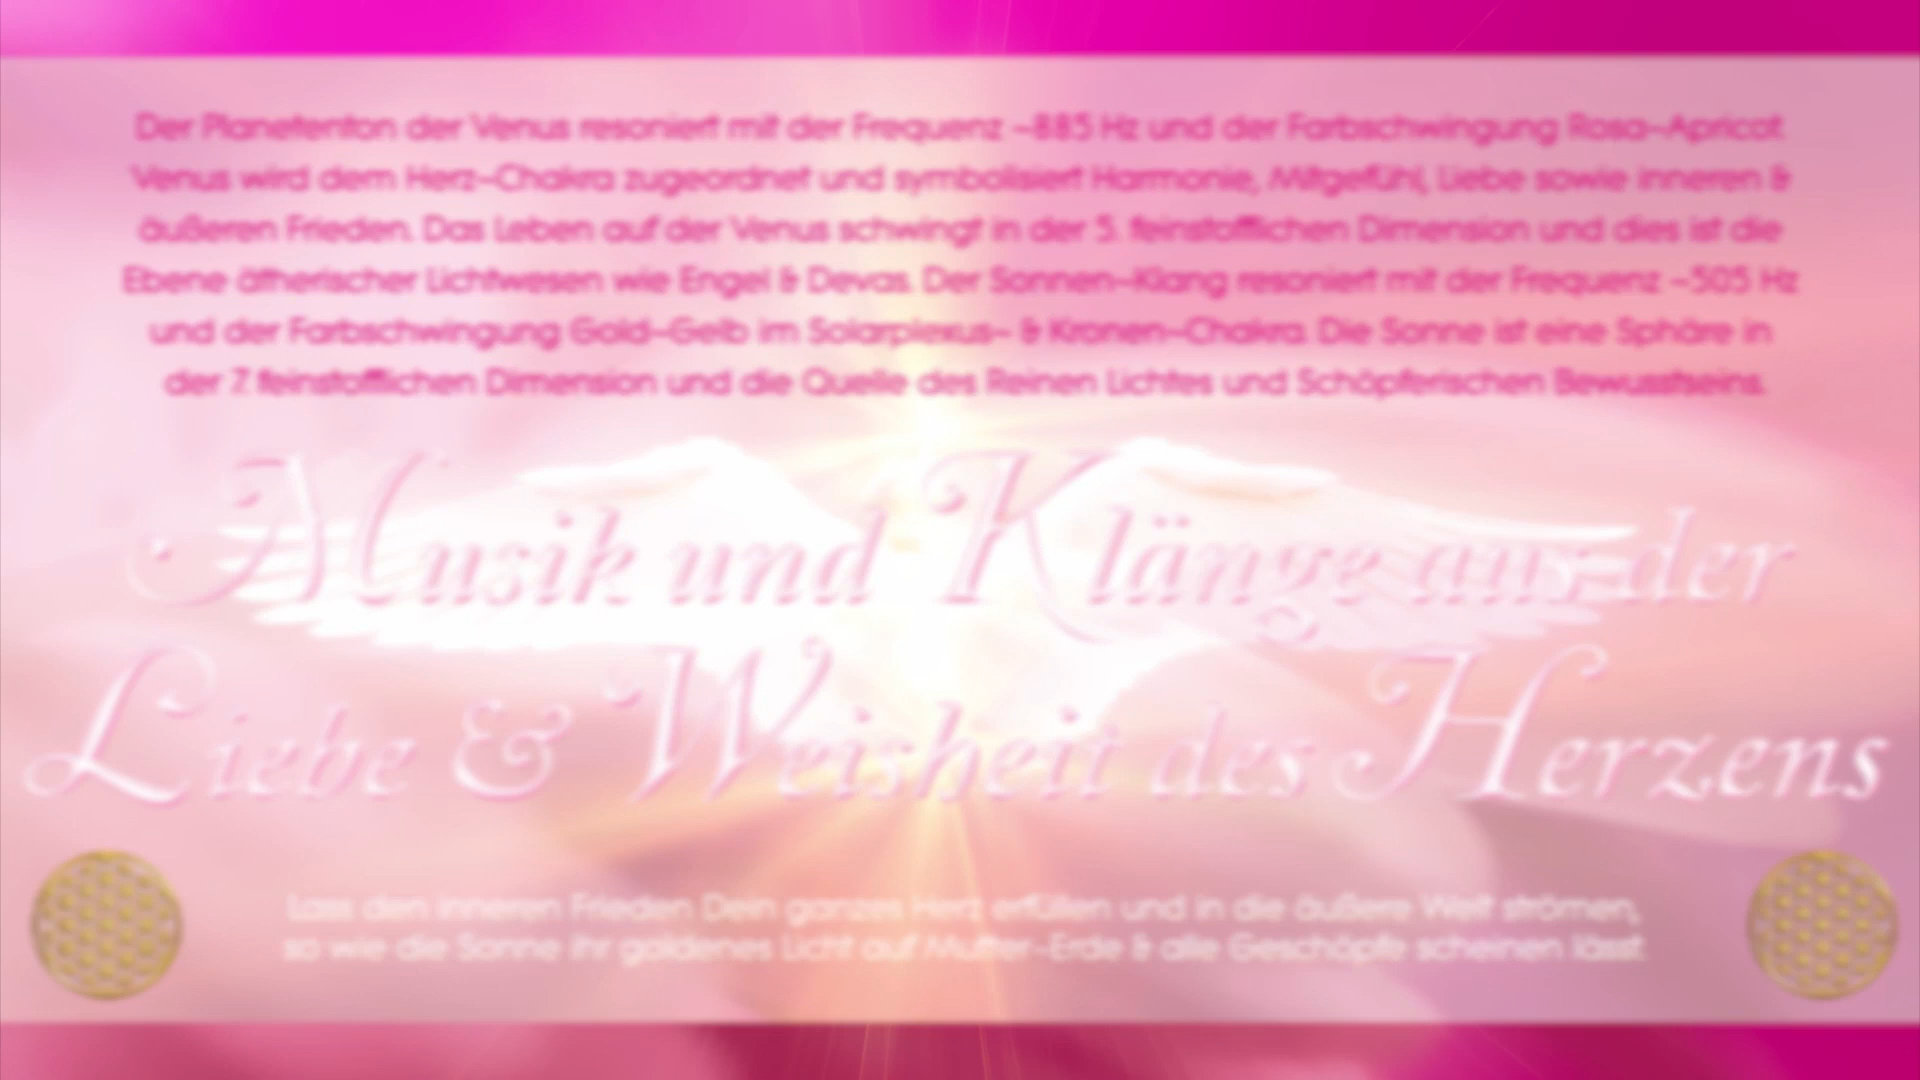 Der Planetenton der Venus resoniert mit der Frequenz ~885 Hz und der Farbschwingung Rosa-Apricot.
Venus wird dem Herz-Chakra zugeordnet und symbolisiert Harmonie, Mitgefühl, Liebe sowie inneren &
äußeren Frieden. Das Leben auf der Venus schwingt in der 5. feinstofflichen Dimension und dies ist die
Ebene ätherischer Lichtwesen wie Engel & Devas. Der Sonnen-Klang resoniert mit der Frequenz ~505 Hz
und der Farbschwingung Gold-Gelb im Solarplexus- & Kronen-Chakra. Die Sonne ist eine Sphäre in
der 7. feinstofflichen Dimension und die Quelle des Reinen Lichtes und Schöpferischen Bewusstseins.
Musik und Klänge aus der
Liebe & Weisheit des Herzens
Lass den inneren Frieden Dein ganzes Herz erfüllen und in die äußere Welt strömen,
so wie die Sonne ihr goldenes Licht auf Mutter-Erde & alle Geschöpfe scheinen lässt.